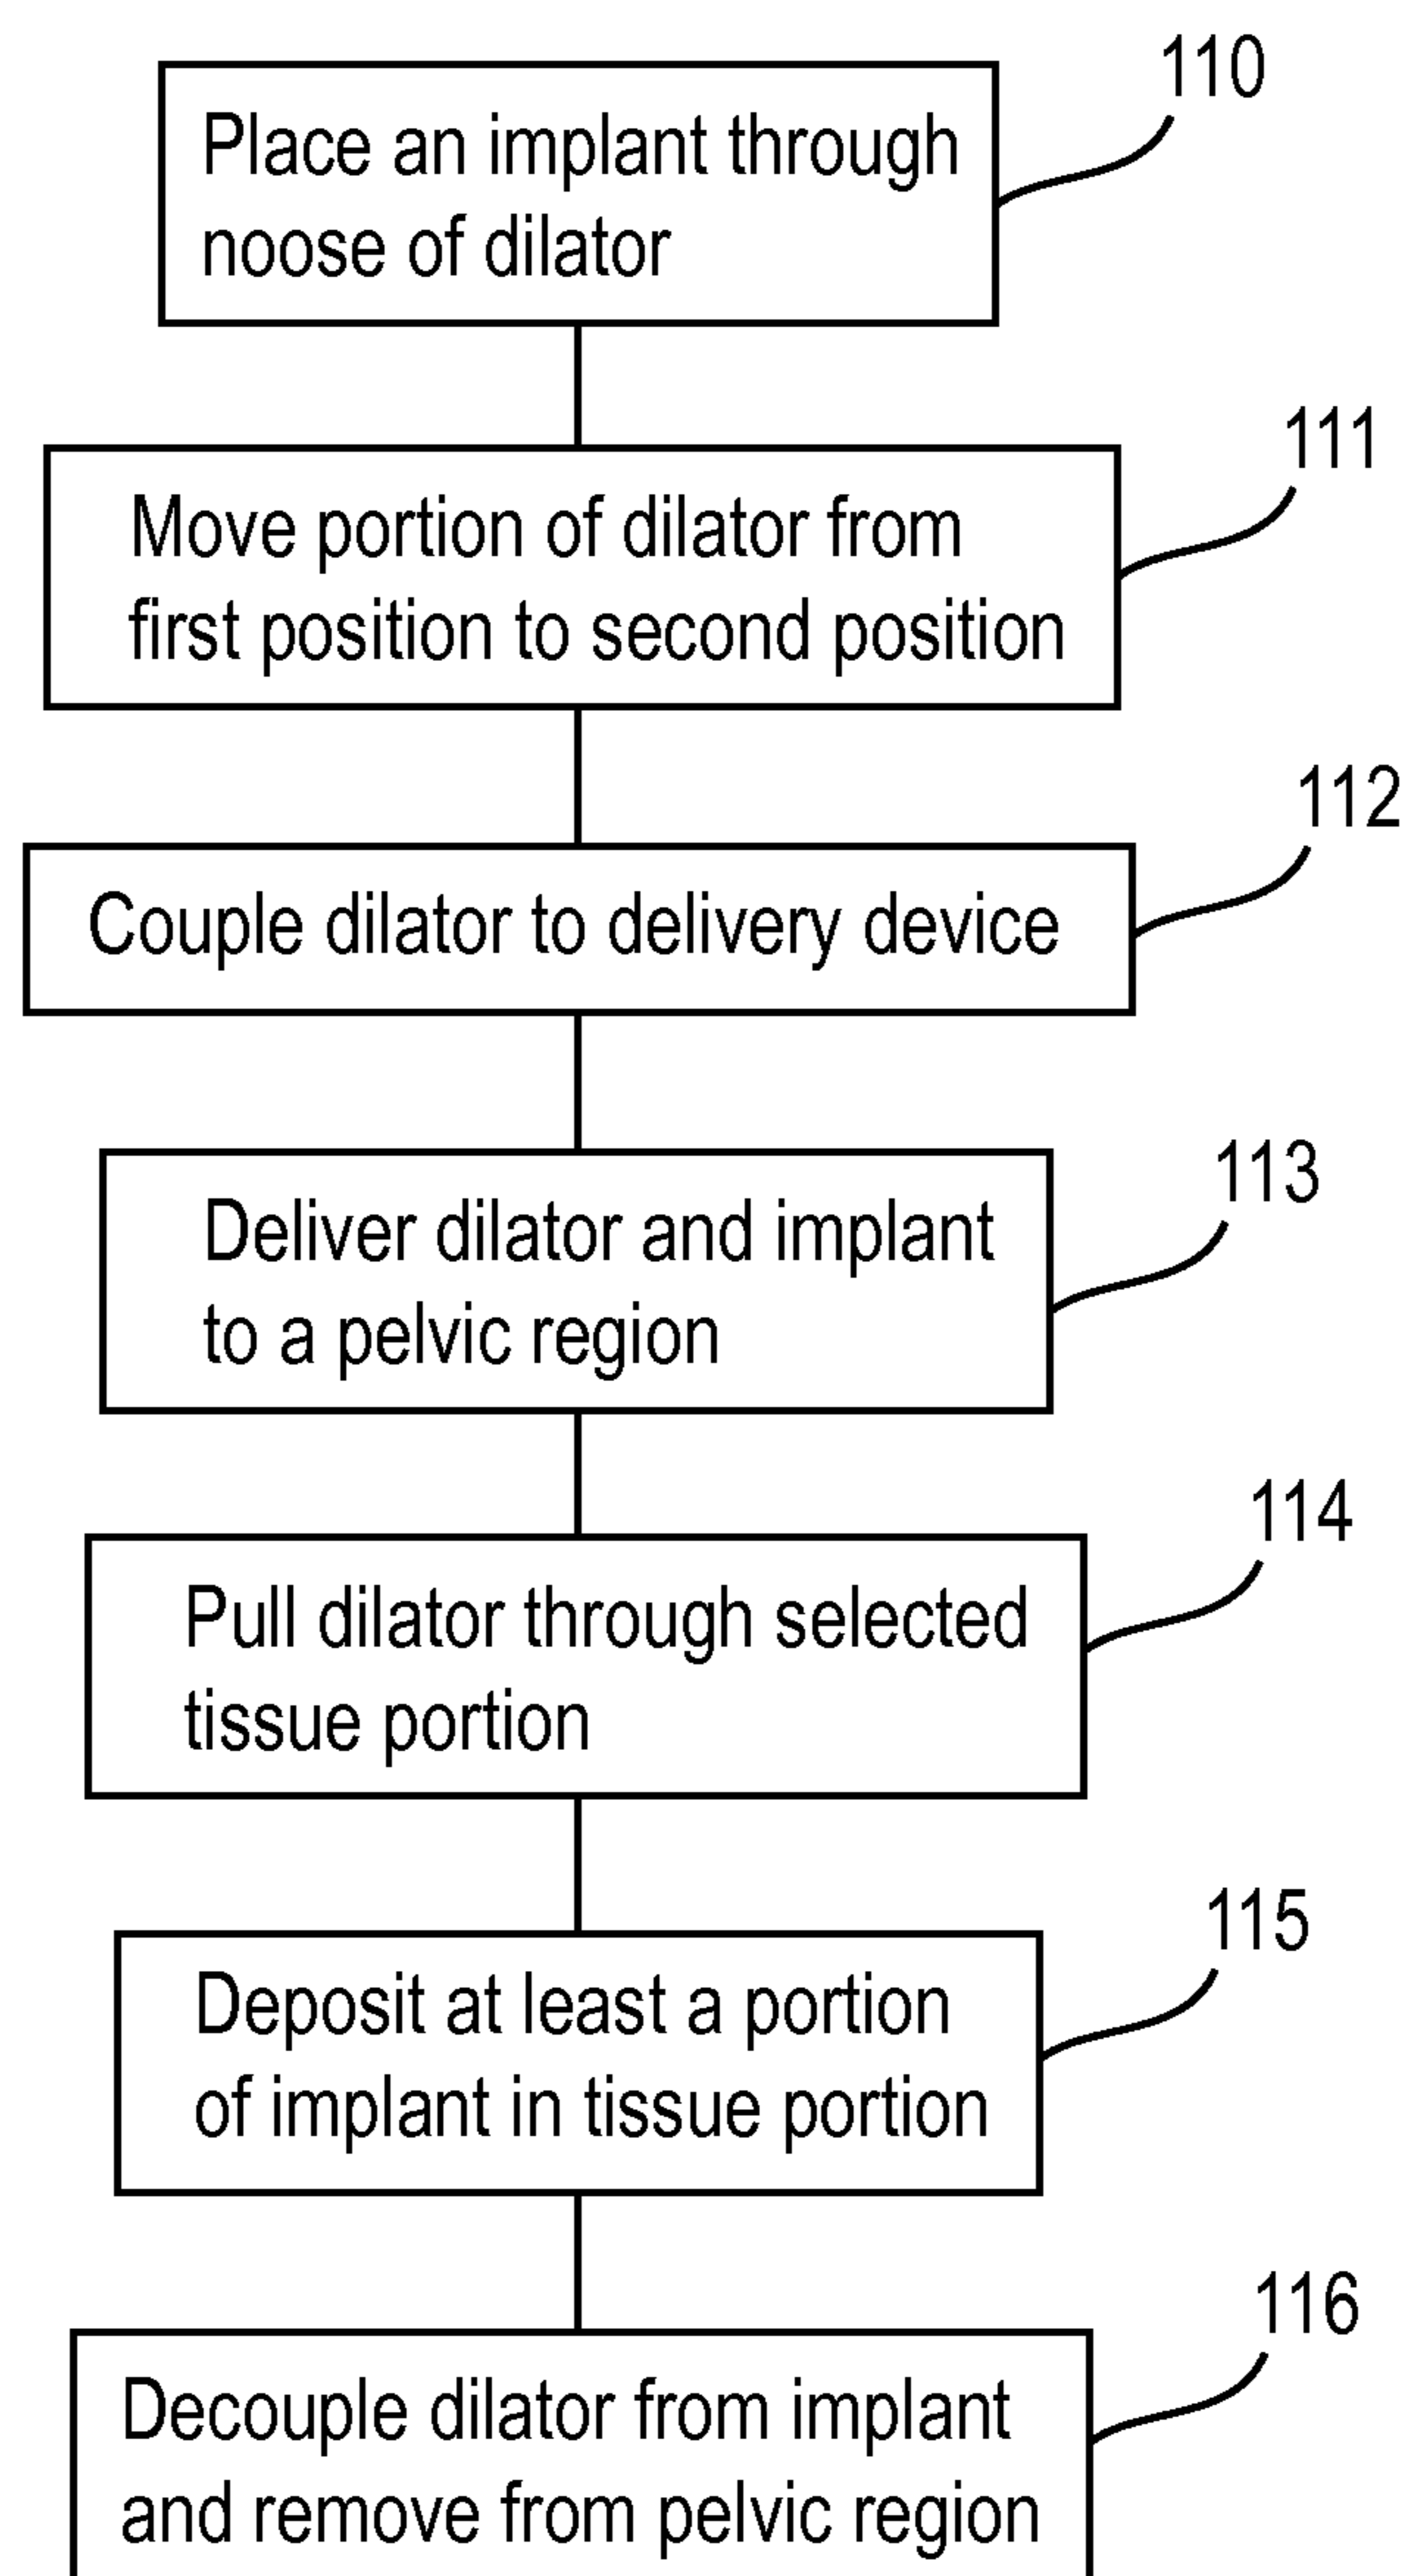 110
Place an implant through
noose of dilator
111
Move portion of dilator from
first position to second position
112
Couple dilator to delivery device
113
Deliver dilator and implant
to a pelvic region
114
Pull dilator through selected
tissue portion
115
Deposit at least a portion
of implant in tissue portion
116
Decouple dilator from implant
and remove from pelvic region